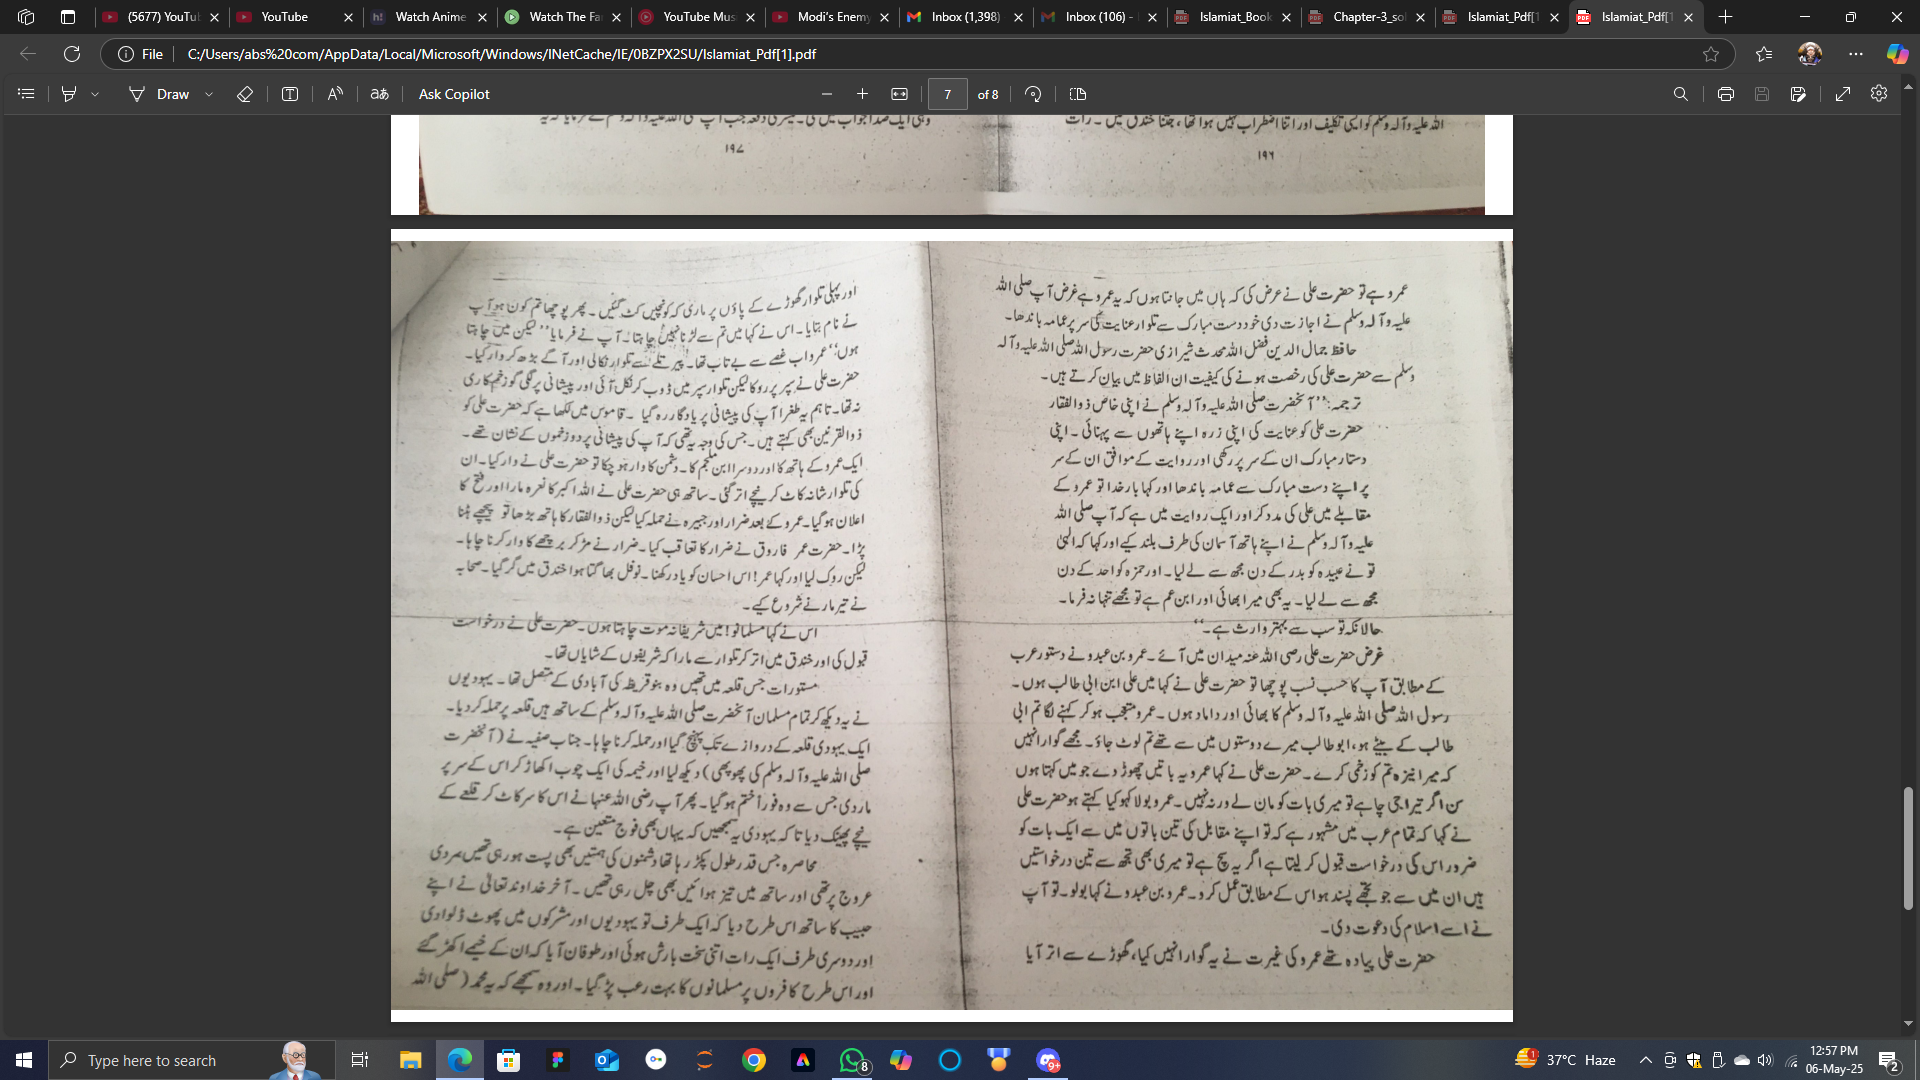 (5677) YouTu
YouTube
Watch Anime
Watch The Fa
YouTube Mus
Modi's Enemy
Inbox (1,398)
Inbox (106) -
Islamiat_Book
Chapter-3_sol
Islamiat_Pdf[1
Islamiat_Pdf[1
File
C:/Users/abs%20com/AppData/Local/Microsoft/Windows/INetCache/IE/0BZPX2SU/Islamiat_Pdf[1].pdf
Draw
Ask Copilot
7 of 8
اللہ علیہ وآلہ وسلم کو ایسی تکلیف اور اتنا اضطراب نہیں ہوا تھا، جتنا خندق میں۔ رات
۱۹۶
وہی ایک صدا جواب میں تھی۔ تیسری دفعہ جب آپ صلی اللہ علیہ وآلہ وسلم نے فرمایا کہ یہ
۱۹۷
عمرو ہے تو حضرت علی نے عرض کی کہ ہاں میں جانتا ہوں کہ یہ عمرو ہے غرض آپ صلی اللہ
علیہ وآلہ وسلم نے اجازت دی خود دست مبارک سے تلوار عنایت کی سر پر عمامہ باندھا۔
حافظ جمال الدین فضل اللہ محدث شیرازی حضرت رسول اللہ صلی اللہ علیہ وآلہ
وسلم سے حضرت علی کی رخصت ہونے کی کیفیت ان الفاظ میں بیان کرتے ہیں۔
ترجمہ: ’’آنحضرت صلی اللہ علیہ وآلہ وسلم نے اپنی خاص ذوالفقار
حضرت علی کو عنایت کی اپنی زرہ اپنے ہاتھوں سے پہنائی۔ اپنی
دستار مبارک ان کے سر پر رکھی اور روایت کے موافق ان کے سر
پر اپنے دست مبارک سے عمامہ باندھا اور کہا بار خدا تو عمرو کے
مقابلے میں علی کی مدد کر اور ایک روایت میں ہے کہ آپ صلی اللہ
علیہ وآلہ وسلم نے اپنے ہاتھ آسمان کی طرف بلند کیے اور کہا کہ الٰہی
تو نے عبیدہ کو بدر کے دن مجھ سے لے لیا۔ اور حمزہ کو احد کے دن
مجھ سے لے لیا۔ یہ بھی میرا بھائی اور ابن عم ہے تو مجھے تنہا نہ فرما۔
حالانکہ تو سب سے بہتر وارث ہے۔‘‘
غرض حضرت علی رضی اللہ عنہ میدان میں آئے۔ عمرو بن عبدو نے دستور عرب
کے مطابق آپ کا حسب نسب پوچھا تو حضرت علی نے کہا میں علی ابن ابی طالب ہوں۔
رسول اللہ صلی اللہ علیہ وآلہ وسلم کا بھائی اور داماد ہوں۔ عمرو متعجب ہو کر کہنے لگا تم ابی
طالب کے بیٹے ہو، ابو طالب میرے دوستوں میں سے تھے تم لوٹ جاؤ۔ مجھے گوارا نہیں
کہ میرا نیزہ تم کو زخمی کرے۔ حضرت علی نے کہا عمرو یہ باتیں چھوڑ دے جو میں کہتا ہوں
سن اگر تیرا جی چاہے تو میری بات کو مان لے ورنہ نہیں۔ عمرو بولا کہو کیا کہتے ہو حضرت علی
نے کہا کہ تمام عرب میں مشہور ہے کہ تو اپنے مقابل کی تین باتوں میں سے ایک بات کو
ضرور اس کی درخواست قبول کر لیتا ہے اگر یہ سچ ہے تو میری بھی تجھ سے تین درخواستیں
ہیں ان میں سے جو تجھے پسند ہو اس کے مطابق عمل کرو۔ عمرو بن عبدو نے کہا بولو۔ تو آپ
نے اسے اسلام کی دعوت دی۔
حضرت علی پیادہ تھے عمرو کی غیرت نے یہ گوارا نہیں کیا، گھوڑے سے اتر آیا
اور پہلی تلوار گھوڑے کے پاؤں پر ماری کہ کونچیں کٹ گئیں۔ پھر پوچھا تم کون ہو آپ
نے نام بتایا۔ اس نے کہا میں تم سے لڑنا نہیں چاہتا۔ آپ نے فرمایا ’’لیکن میں چاہتا
ہوں‘‘ عمرو اب غصے سے بے تاب تھا۔ پیر تلے سے تلوار نکالی اور آگے بڑھ کر وار کیا۔
حضرت علی نے سپر پر روکا لیکن تلوار سپر میں ڈوب کر نکل آئی اور پیشانی پر لگی گو زخم کاری
نہ تھا۔ تاہم یہ طغرا آپ کی پیشانی پر یادگار رہ گیا۔ قاموس میں لکھا ہے کہ حضرت علی کو
ذوالقرنین بھی کہتے ہیں۔ جس کی وجہ یہ تھی کہ آپ کی پیشانی پر دو زخموں کے نشان تھے۔
ایک عمرو کے ہاتھ کا اور دوسرا ابن ملجم کا۔ دشمن کا وار ہو چکا تو حضرت علی نے وار کیا۔ ان
کی تلوار شانہ کاٹ کر نیچے اتر گئی۔ ساتھ ہی حضرت علی نے اللہ اکبر کا نعرہ مارا اور فتح کا
اعلان ہو گیا۔ عمرو کے بعد ضرار اور جبیرہ نے حملہ کیا لیکن ذوالفقار کا ہاتھ بڑھا تو پیچھے ہٹنا
پڑا۔ حضرت عمر فاروق نے ضرار کا تعاقب کیا۔ ضرار نے مڑ کر برچھے کا وار کرنا چاہا۔
لیکن روک لیا اور کہا عمر! اس احسان کو یاد رکھنا۔ نوفل بھاگتا ہوا خندق میں گر گیا۔ صحابہ
نے تیر مارنے شروع کیے۔
اس نے کہا مسلمانو! میں شریفانہ موت چاہتا ہوں۔ حضرت علی نے درخواست
قبول کی اور خندق میں اتر کر تلوار سے مارا کہ شریفوں کے شایاں تھا۔
مستورات جس قلعہ میں تھیں وہ بنو قریظہ کی آبادی کے متصل تھا۔ یہودیوں
نے یہ دیکھ کر تمام مسلمان آنحضرت صلی اللہ علیہ وآلہ وسلم کے ساتھ ہیں قلعہ پر حملہ کر دیا۔
ایک یہودی قلعہ کے دروازے تک پہنچ گیا اور حملہ کرنا چاہا۔ جناب صفیہ نے (آنحضرت
صلی اللہ علیہ وآلہ وسلم کی پھوپھی) دیکھ لیا اور خیمہ کی ایک چوب اکھاڑ کر اس کے سر پر
مار دی جس سے وہ فوراً ختم ہو گیا۔ پھر آپ رضی اللہ عنہا نے اس کا سر کاٹ کر قلعے کے
نیچے پھینک دیا تاکہ یہودی یہ سمجھیں کہ یہاں بھی فوج متعین ہے۔
محاصرہ جس قدر طول پکڑ رہا تھا دشمنوں کی ہمتیں بھی پست ہو رہی تھیں سردی
عروج پر تھی اور ساتھ میں تیز ہوائیں بھی چل رہی تھیں۔ آخر خداوند تعالیٰ نے اپنے
حبیب کا ساتھ اس طرح دیا کہ ایک طرف تو یہودیوں اور مشرکوں میں پھوٹ ڈلوا دی
اور دوسری طرف ایک رات اتنی سخت بارش ہوئی اور طوفان آیا کہ ان کے خیمے اکھڑ گئے
اور اس طرح کافروں پر مسلمانوں کا بہت رعب پڑ گیا۔ اور وہ سمجھے کہ یہ محمد (صلی اللہ
Type here to search
37°C Haze
12:57 PM
06-May-25
8
9+
1
2